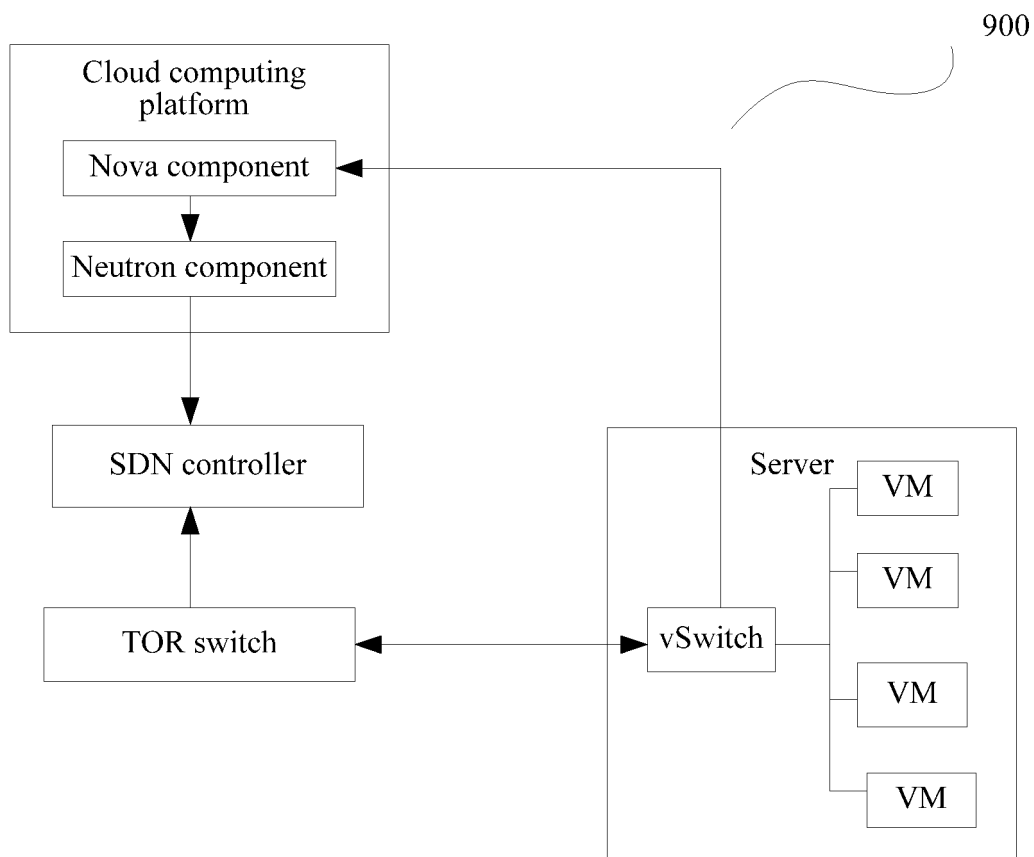 900
Cloud computing
platform
Nova component
Neutron component
SDN controller
TOR switch
Server
vSwitch
VM
VM
VM
VM